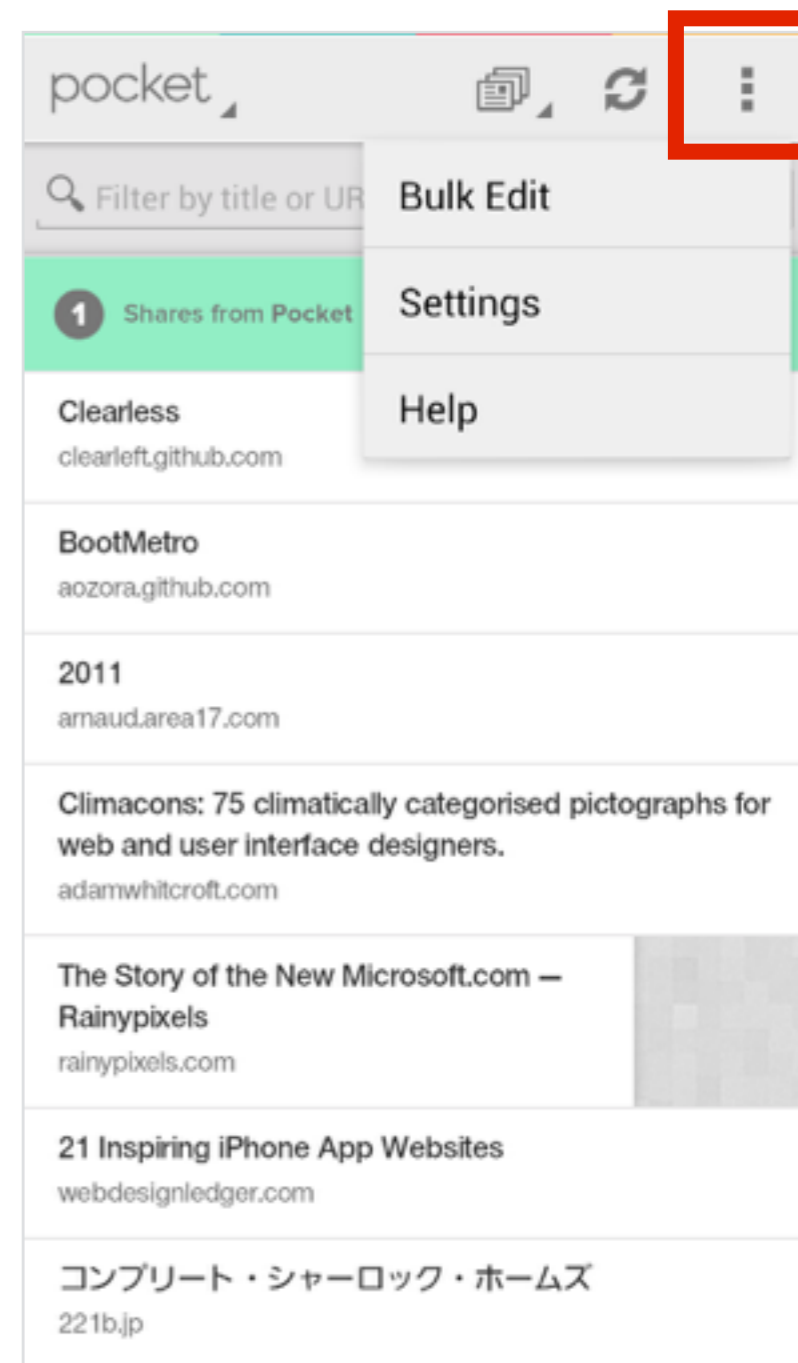 pocket
Filter by title or UR
Bulk Edit
Settings
Help
1 Shares from Pocket
Clearless
clearleft.github.com
BootMetro
aozora.github.com
2011
arnaud.area17.com
Climacons: 75 climatically categorised pictographs for
web and user interface designers.
adamwhitcroft.com
The Story of the New Microsoft.com —
Rainypixels
rainypixels.com
21 Inspiring iPhone App Websites
webdesignledger.com
コンプリート・シャーロック・ホームズ
221b.jp